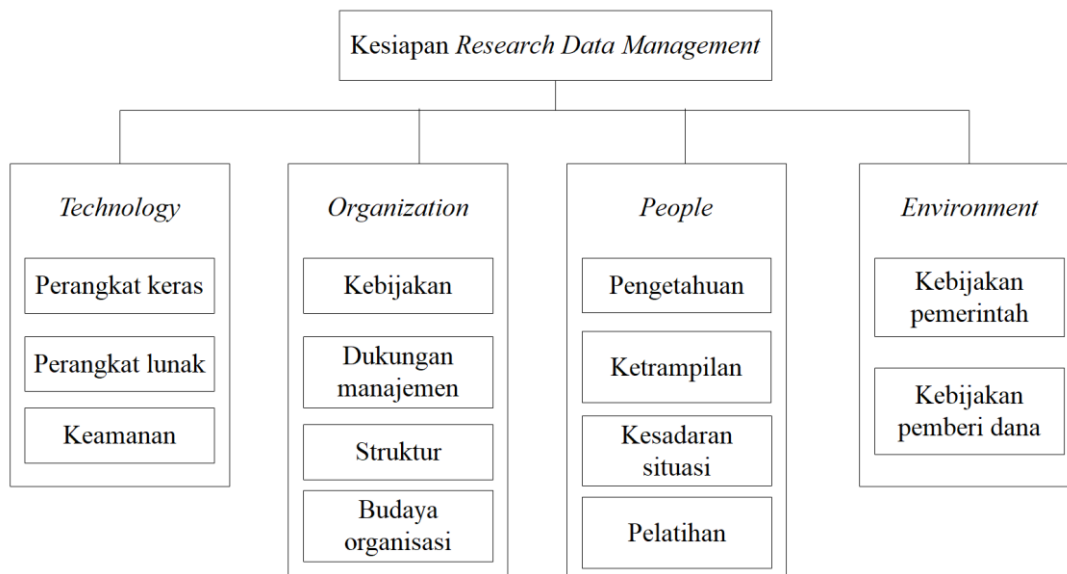 Kesiapan Research Data Management
Technology
Perangkat keras
Perangkat lunak
Keamanan
Organization
Kebijakan
Dukungan
manajemen
Struktur
Budaya
organisasi
People
Pengetahuan
Ketrampilan
Kesadaran
situasi
Pelatihan
Environment
Kebijakan
pemerintah
Kebijakan
pemberi dana